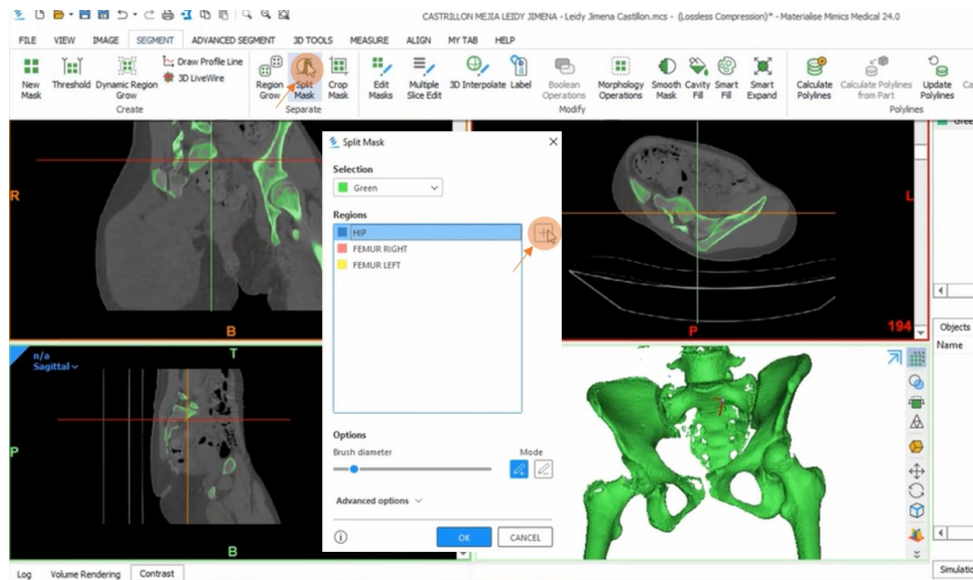 CASTRILLON MEJIA LEIDY JIMENA - Leidy Jimena Castillon.mcs - (Lossless Compression)* - Materialise Mimics Medical 24.0
FILE VIEW IMAGE SEGMENT ADVANCED SEGMENT 3D TOOLS MEASURE ALIGN MY TAB HELP
New Mask
Threshold
Dynamic Region Grow
Draw Profile Line
3D LiveWire
Region Grow
Split Mask
Crop Mask
Edit Masks
Multiple Slice Edit
3D Interpolate
Label
Boolean Operations
Morphology Operations
Smooth Mask
Cavity Fill
Smart Fill
Smart Expand
Calculate Polylines
Calculate Polylines from Part
Update Polylines
Ca
Create
Separate
Modify
Polylines
Gree
R
B
L
P
194
Split Mask
Selection
Green
Regions
HIP
FEMUR RIGHT
FEMUR LEFT
Options
Brush diameter
Mode
Advanced options
OK
CANCEL
n/a
Sagittal
T
P
B
Objects
Name
Log
Volume Rendering
Contrast
Simulatio